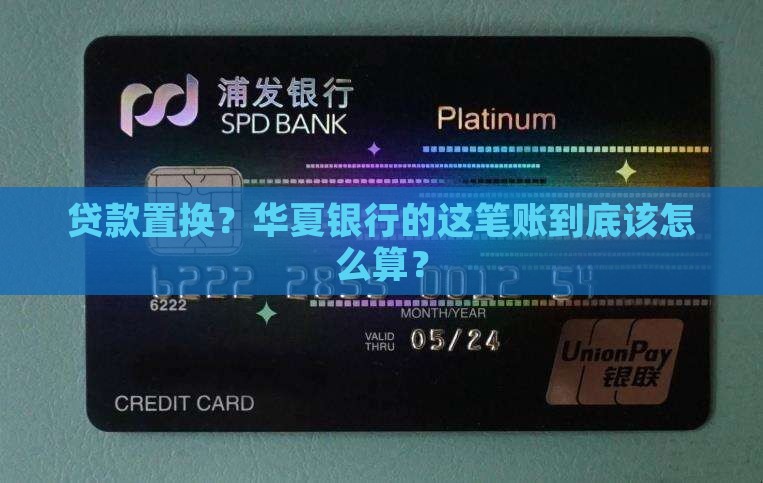 浦发银行
SPD BANK
Platinum
贷款置换？华夏银行的这笔账到底该怎
么算？
6222
MONTH/YEAR
VALID
THRU
05/24
UnionPay
银联
CREDIT CARD